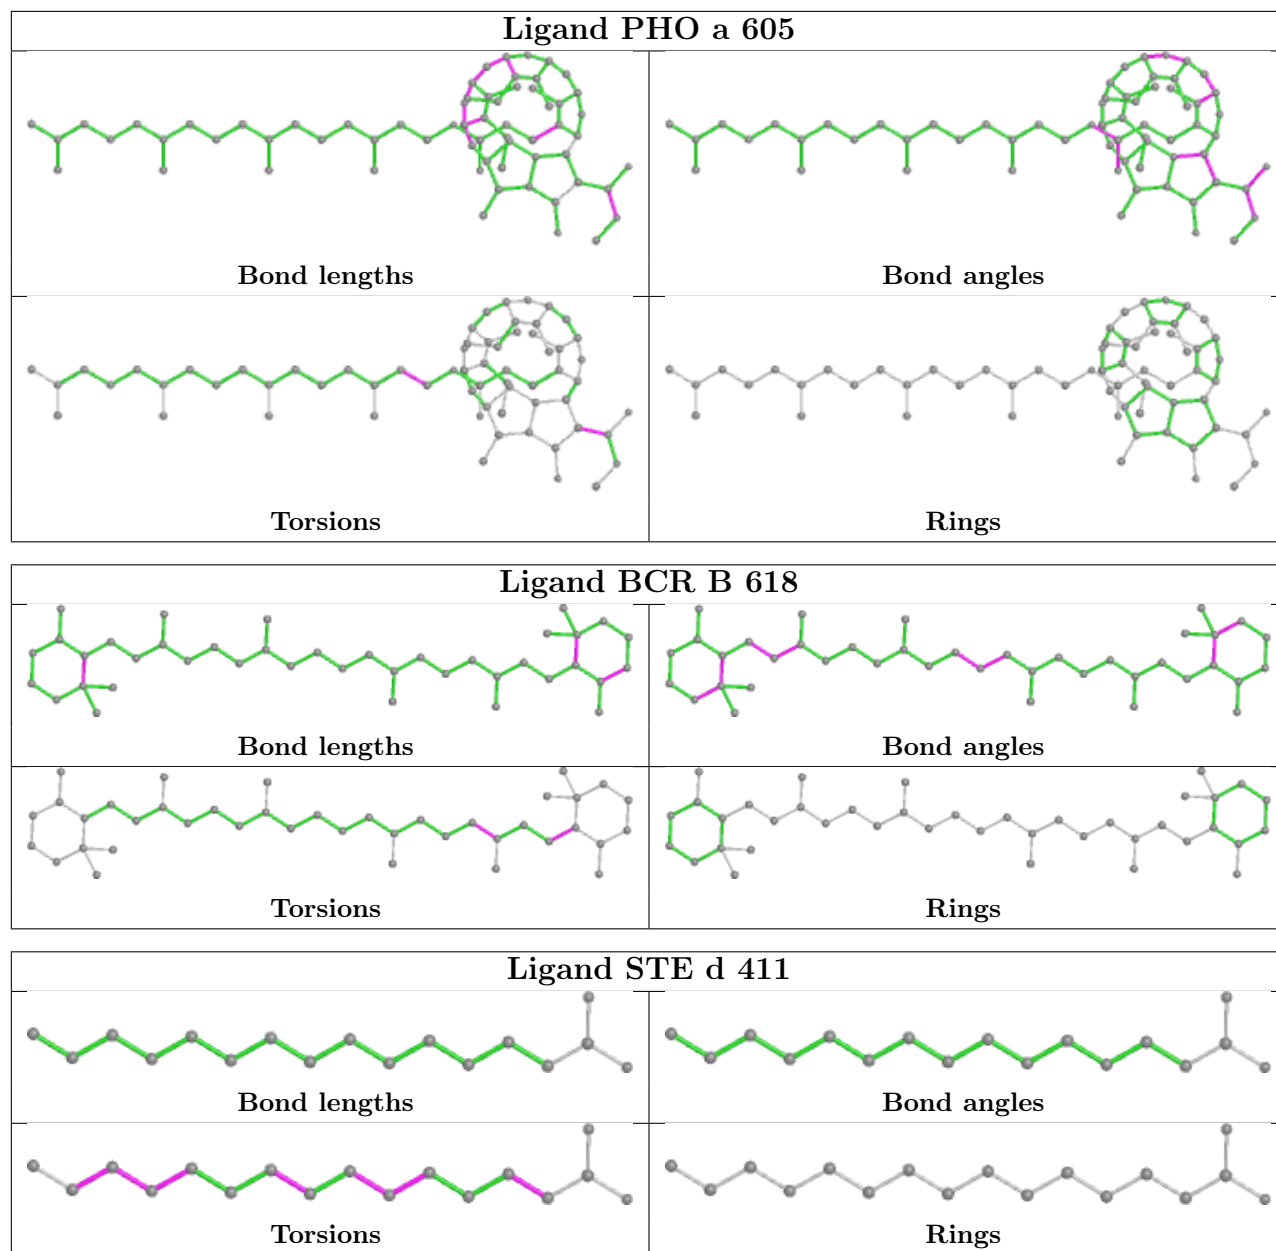 Ligand PHO a 605
Bond lengths
Bond angles
Torsions
Rings
Ligand BCR B 618
Bond lengths
Bond angles
Torsions
Rings
Ligand STE d 411
Bond lengths
Bond angles
Torsions
Rings